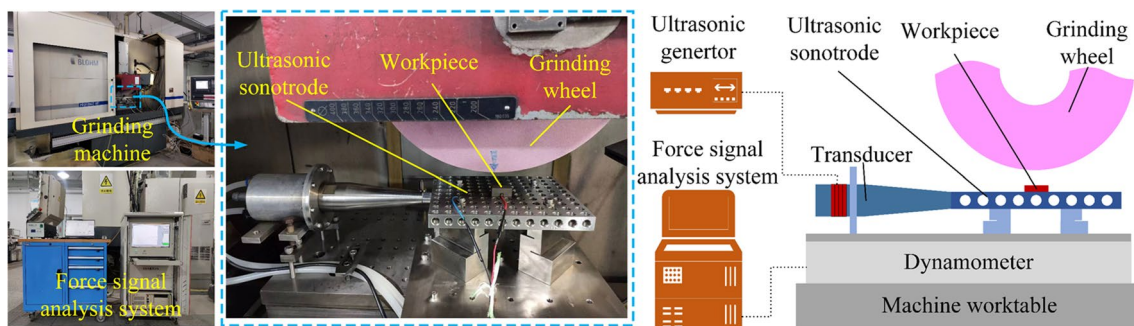 BLOHM
Grinding
machine
Force signal
analysis system
Ultrasonic
sonotrode
Workpiece
Grinding
wheel
Ultrasonic
genertor
Force signal
analysis system
Ultrasonic
sonotrode
Workpiece
Grinding
wheel
Transducer
Dynamometer
Machine worktable